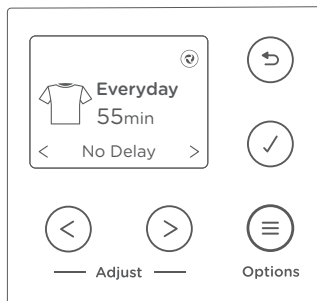 Everyday
55min
< No Delay >
< >
Adjust
Options